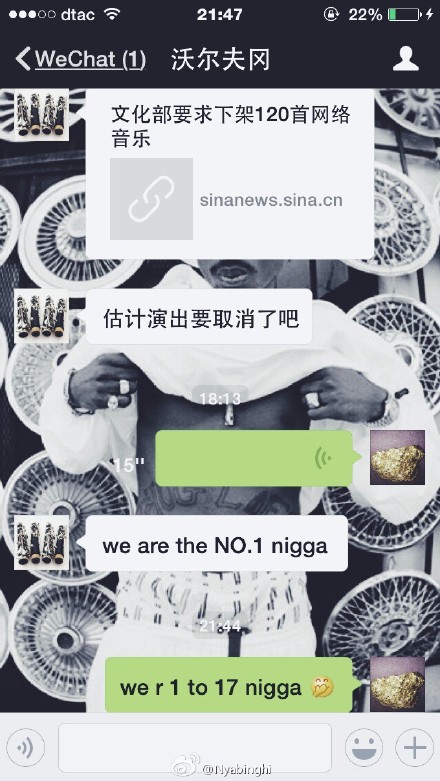 dtac
21:47
22%
WeChat (1)
沃尔夫冈
文化部要求下架120首网络
音乐
sinanews.sina.cn
估计演出要取消了吧
18:13
15"
we are the NO.1 nigga
21:44
we r 1 to 17 nigga 🤭
@Nyabinghi